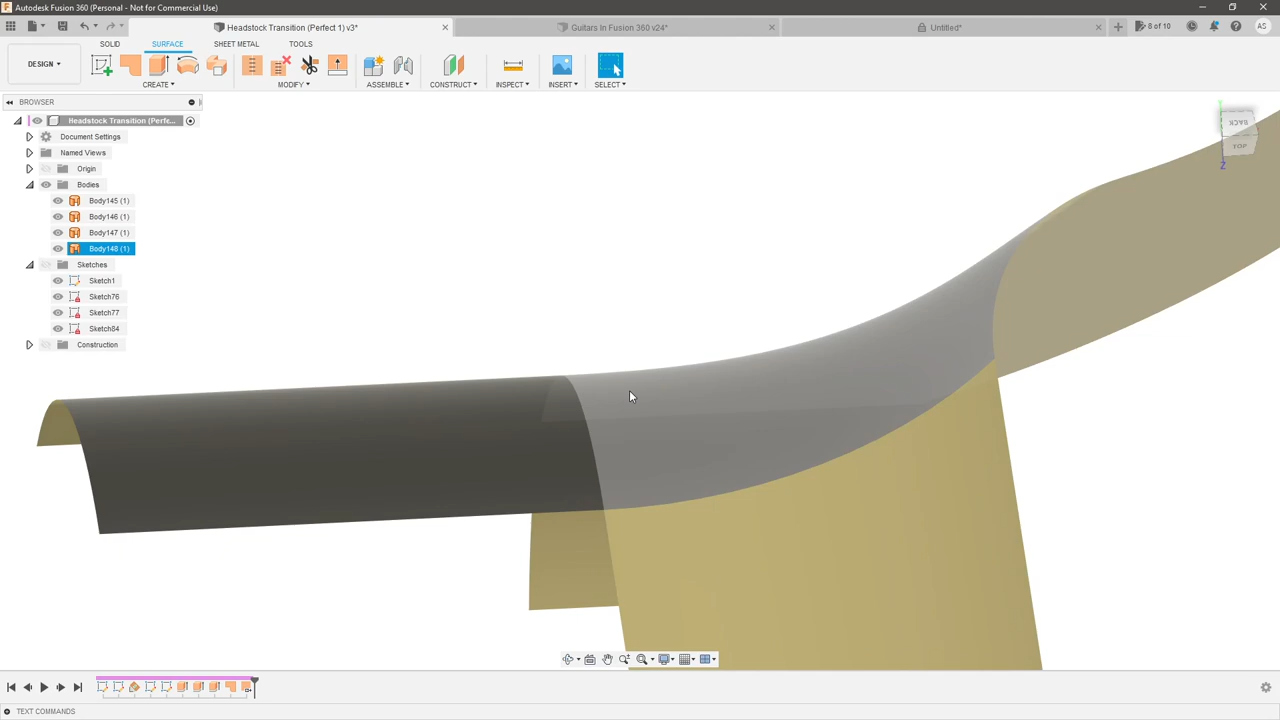 Autodesk Fusion 360 (Personal - Not for Commercial Use)
Headstock Transition (Perfect 1) v3*
Guitars In Fusion 360 v24*
Untitled*
8 of 10
AS
SOLID
SURFACE
SHEET METAL
TOOLS
DESIGN
CREATE
MODIFY
ASSEMBLE
CONSTRUCT
INSPECT
INSERT
SELECT
BROWSER
Headstock Transition (Perfe...
Document Settings
Named Views
Origin
Bodies
Body145 (1)
Body146 (1)
Body147 (1)
Body148 (1)
Sketches
Sketch1
Sketch76
Sketch77
Sketch84
Construction
Y
BACK
TOP
Z
TEXT COMMANDS